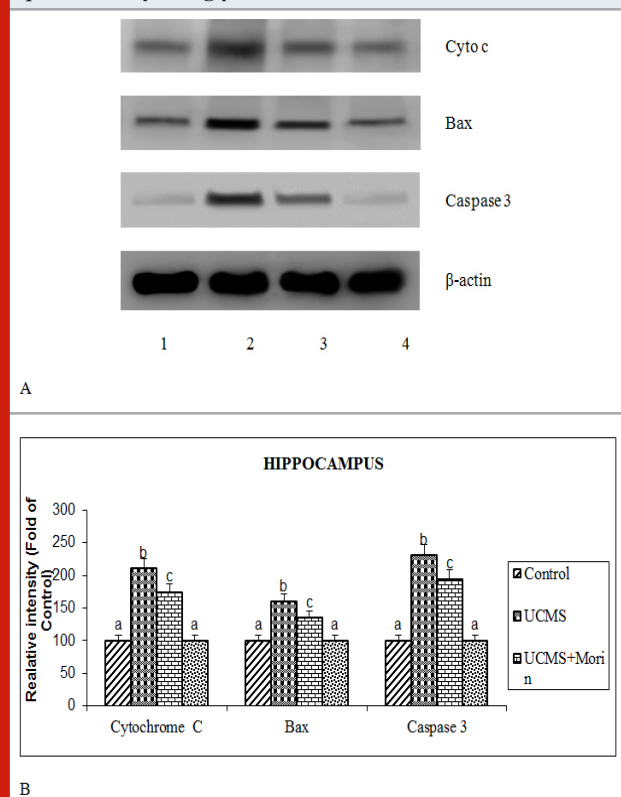 Cyto c
Bax
Caspase 3
β-actin
1 2 3 4
A
HIPPOCAMPUS
Realative intensity (Fold of
Control)
300
250
200
150
100
50
0
a b c a
a b c a
a b c a
Cytochrome C Bax Caspase 3
Control
UCMS
UCMS+Mori
n
B